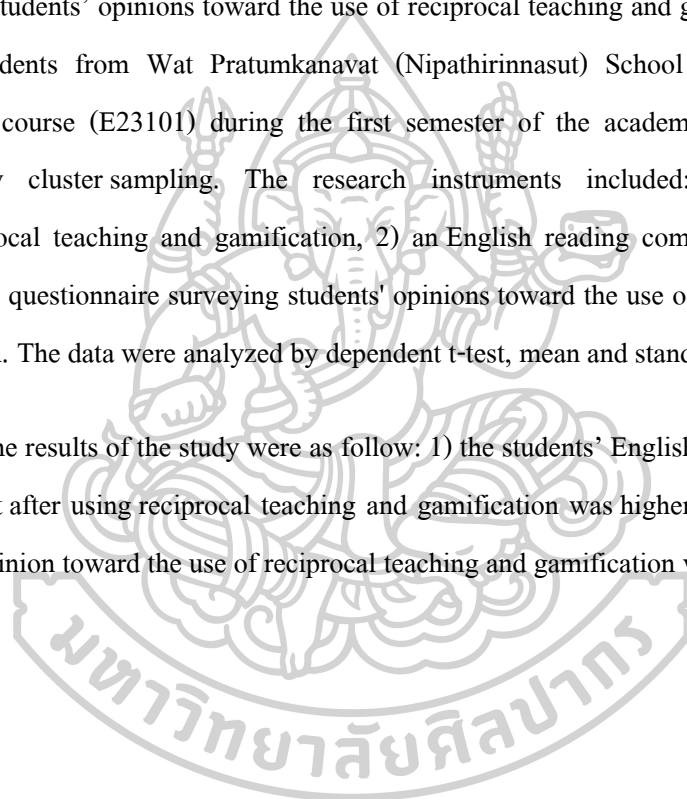 students’ opinions toward the use of reciprocal teaching and g
dents from Wat Pratumkanavat (Nipathirinnasut) School
course (E23101) during the first semester of the academ
cluster sampling. The research instruments included:
ocal teaching and gamification, 2) an English reading com
questionnaire surveying students' opinions toward the use o
. The data were analyzed by dependent t-test, mean and stand
e results of the study were as follow: 1) the students’ English
t after using reciprocal teaching and gamification was higher
inion toward the use of reciprocal teaching and gamification
มหาวิทยาลัยศิลปากร